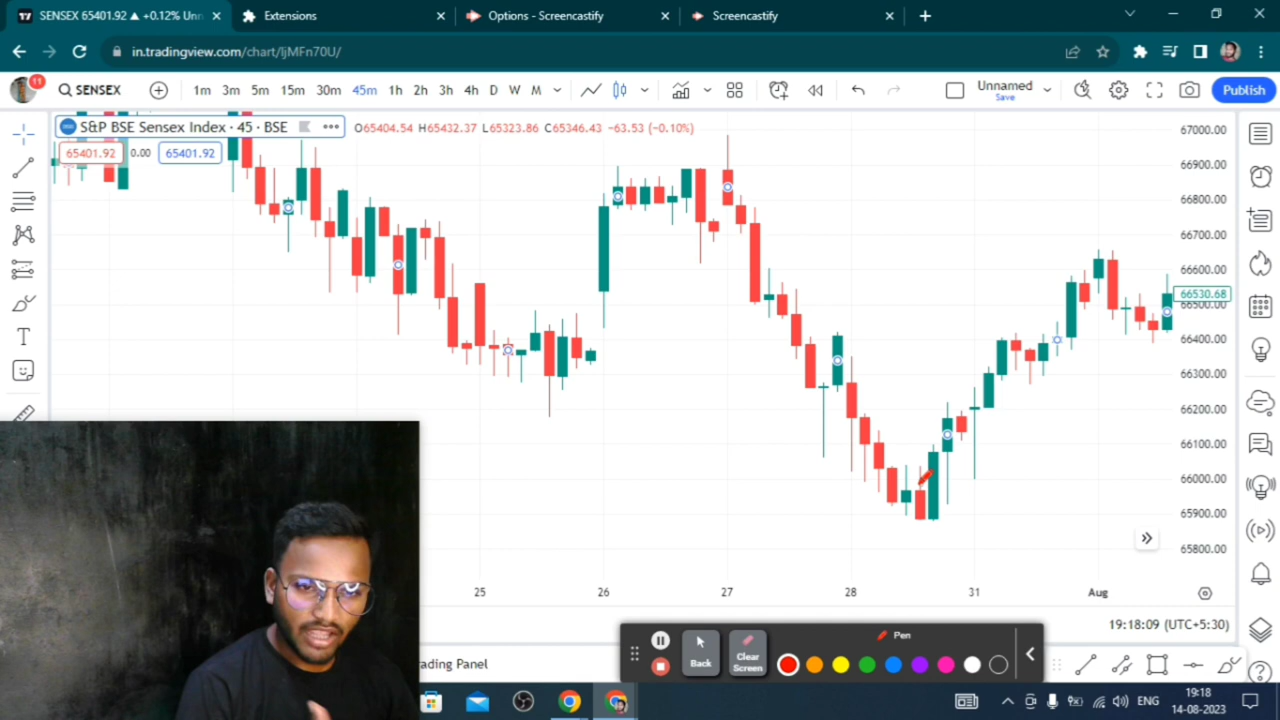 SENSEX 65401.92 ▲ +0.12% Unn
Extensions
Options - Screencastify
Screencastify
in.tradingview.com/chart/ljMFn70U/
11
SENSEX 1m 3m 5m 15m 30m 45m 1h 2h 3h 4h D W M
Unnamed
Save
Publish
S&P BSE Sensex Index · 45 · BSE
O65404.54 H65432.37 L65323.86 C65346.43 -63.53 (-0.10%)
65401.92 0.00 65401.92
67000.00
66900.00
66800.00
66700.00
66600.00
66530.68
66500.00
66400.00
66300.00
66200.00
66100.00
66000.00
65900.00
65800.00
25 26 27 28 31 Aug
19:18:09 (UTC+5:30)
Pen
Back
Clear
Screen
rading Panel
ENG
19:18
14-08-2023